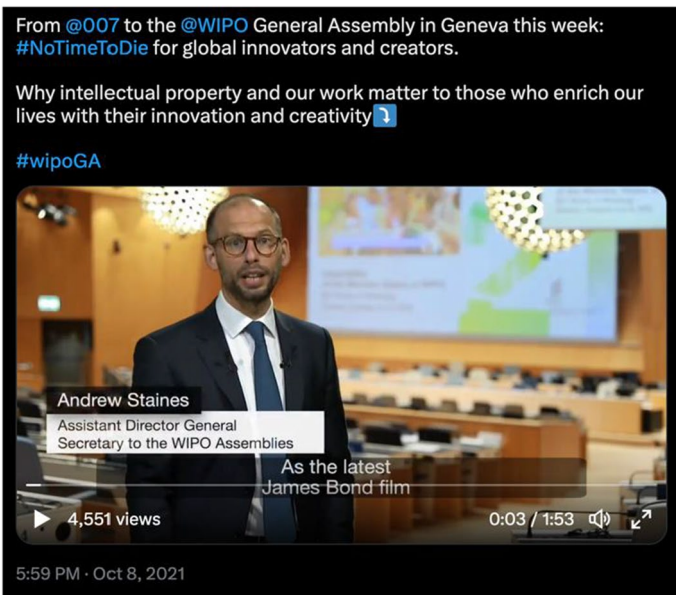 From @007 to the @WIPO General Assembly in Geneva this week:
#NoTimeToDie for global innovators and creators.
Why intellectual property and our work matter to those who enrich our
lives with their innovation and creativity⤵️
#wipoGA
Andrew Staines
Assistant Director General
Secretary to the WIPO Assemblies
As the latest
James Bond film
4,551 views
0:03 / 1:53
5:59 PM · Oct 8, 2021